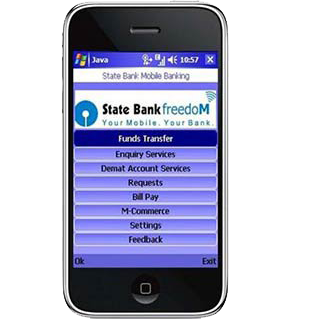 Java 10:57
State Bank Mobile Banking
State Bank freedoM
Your Mobile. Your Bank.
Funds Transfer
Enquiry Services
Demat Account Services
Requests
Bill Pay
M-Commerce
Settings
Feedback
Ok Exit